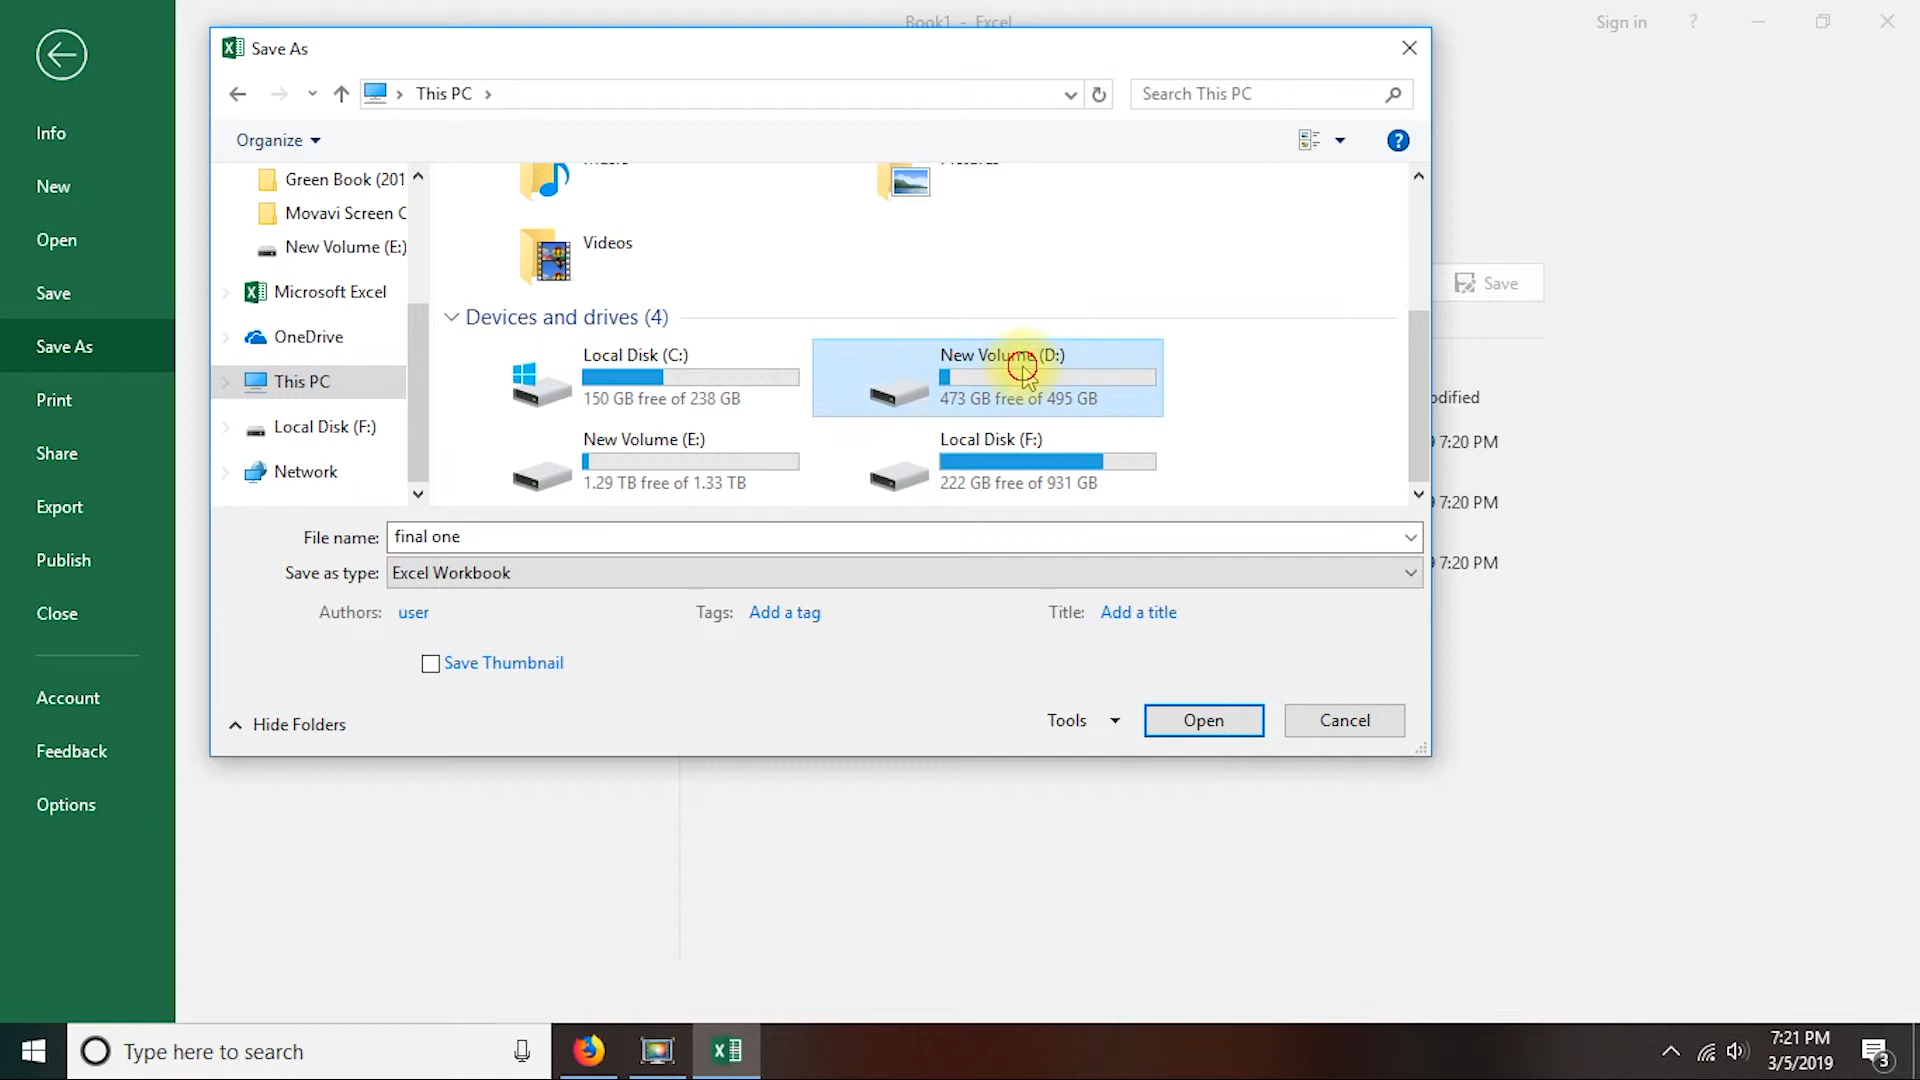 Book1 - Excel
Sign in
?
Save As
This PC
Search This PC
Organize
?
Info
New
Open
Save
Save As
Print
Share
Export
Publish
Close
Account
Feedback
Options
Green Book (201
Movavi Screen C
New Volume (E:)
Microsoft Excel
OneDrive
This PC
Local Disk (F:)
Network
Videos
Devices and drives (4)
Local Disk (C:)
150 GB free of 238 GB
New Volume (D:)
473 GB free of 495 GB
New Volume (E:)
1.29 TB free of 1.33 TB
Local Disk (F:)
222 GB free of 931 GB
Save
7:20 PM
7:20 PM
7:20 PM
File name: final one
Save as type: Excel Workbook
Authors: user
Tags: Add a tag
Title: Add a title
Save Thumbnail
Hide Folders
Tools
Open
Cancel
Type here to search
7:21 PM
3/5/2019
3